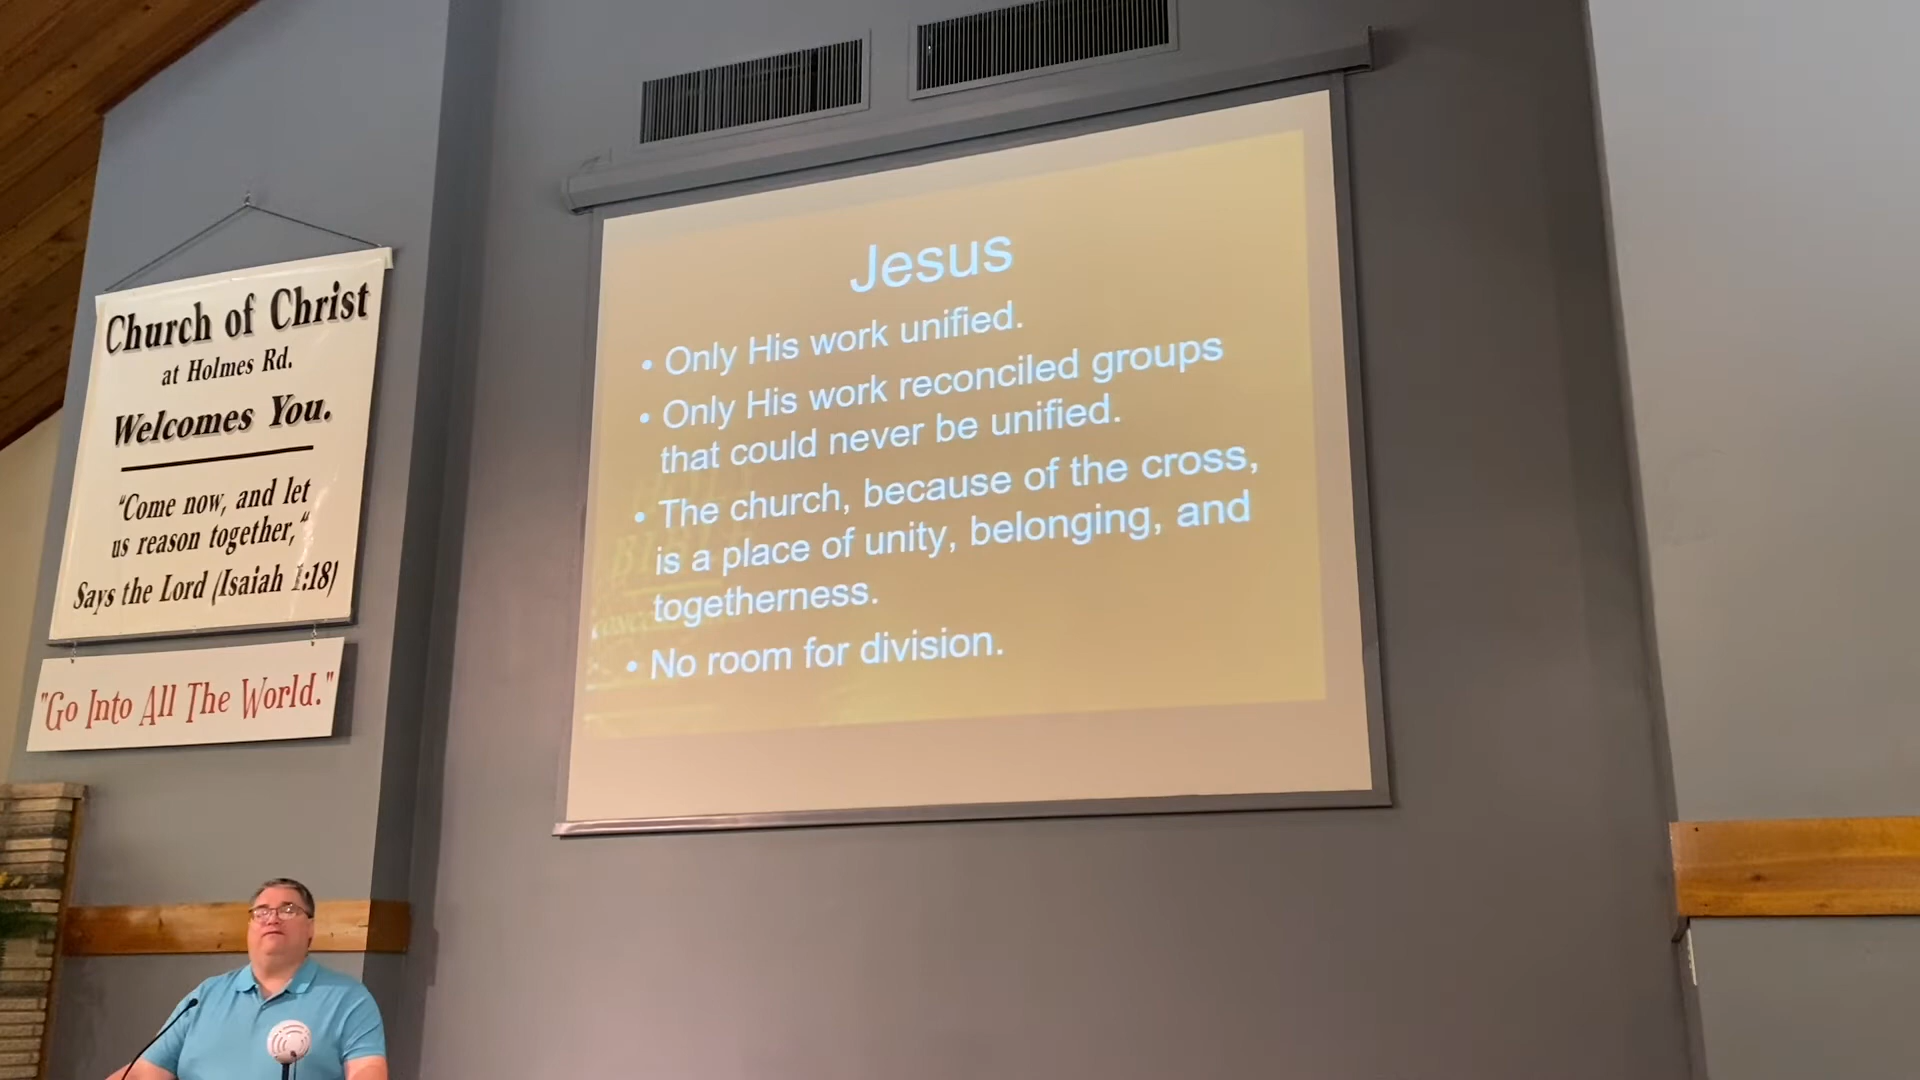 Church of Christ
at Holmes Rd.
Welcomes You.
“Come now, and let
us reason together,“
Says the Lord (Isaiah 1:18)
"Go Into All The World."
Jesus
• Only His work unified.
• Only His work reconciled groups
that could never be unified.
• The church, because of the cross,
is a place of unity, belonging, and
togetherness.
• No room for division.